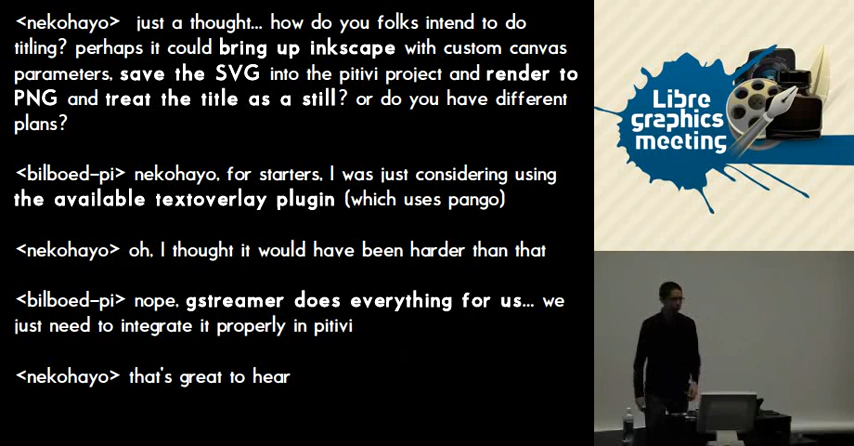 <nekohayo> just a thought... how do you folks intend to do
titling? perhaps it could bring up inkscape with custom canvas
parameters, save the SVG into the pitivi project and render to
PNG and treat the title as a still? or do you have different
plans?
<bilboed-pi> nekohayo, for starters, I was just considering using
the available textoverlay plugin (which uses pango)
<nekohayo> oh, I thought it would have been harder than that
<bilboed-pi> nope, gstreamer does everything for us... we
just need to integrate it properly in pitivi
<nekohayo> that's great to hear
Libre
graphics
meeting